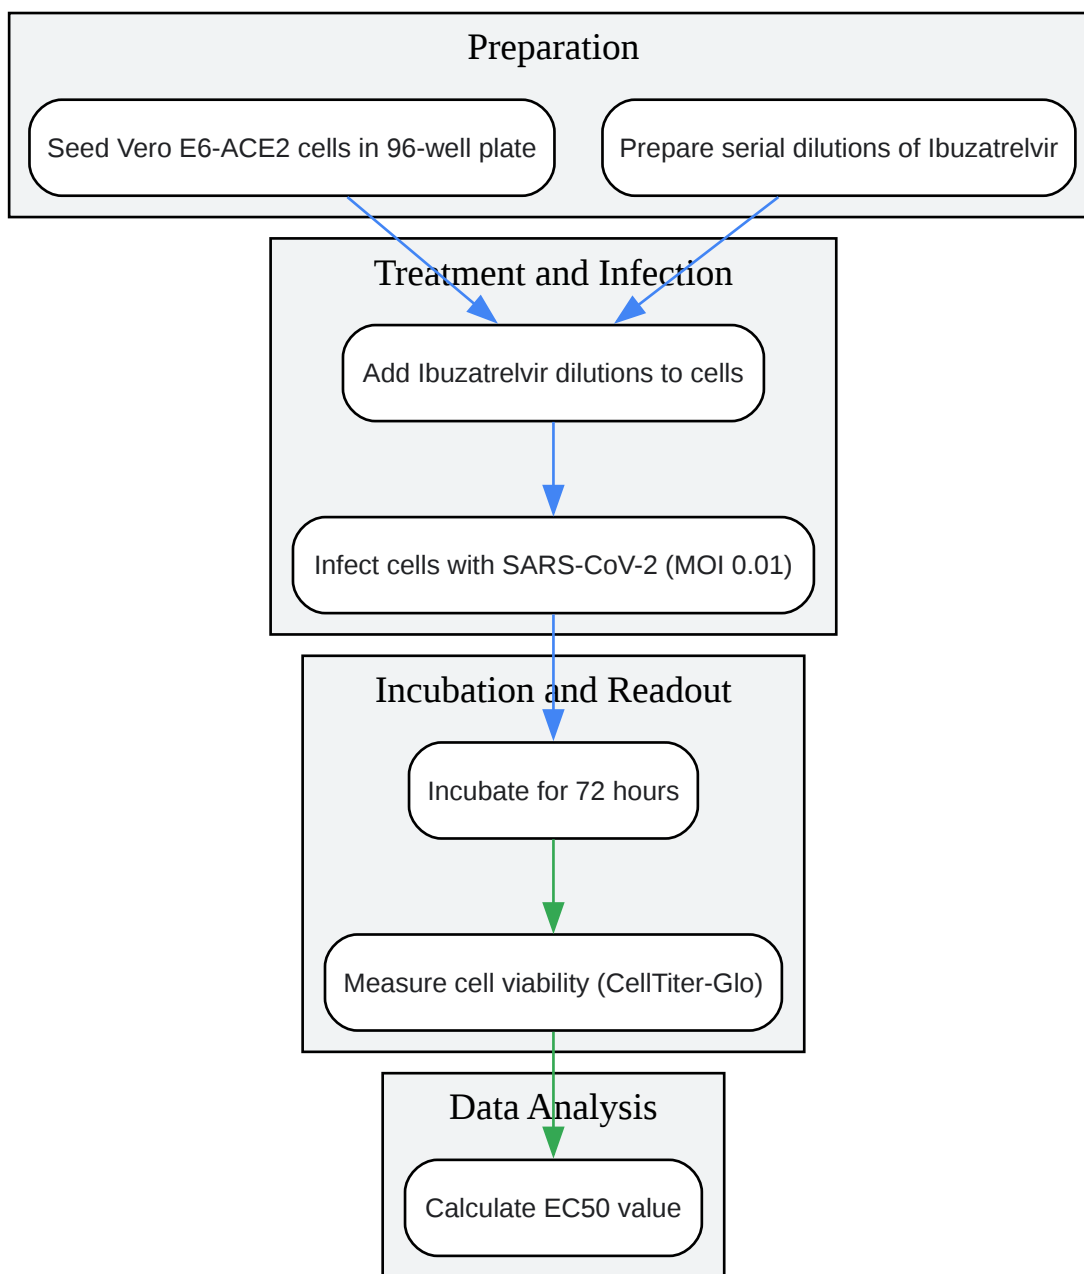 Preparation
Seed Vero E6-ACE2 cells in 96-well plate
Prepare serial dilutions of Ibuzatrelvir
Treatment and Infection
Add Ibuzatrelvir dilutions to cells
Infect cells with SARS-CoV-2 (MOI 0.01)
Incubation and Readout
Incubate for 72 hours
Measure cell viability (CellTiter-Glo)
Data Analysis
Calculate EC50 value